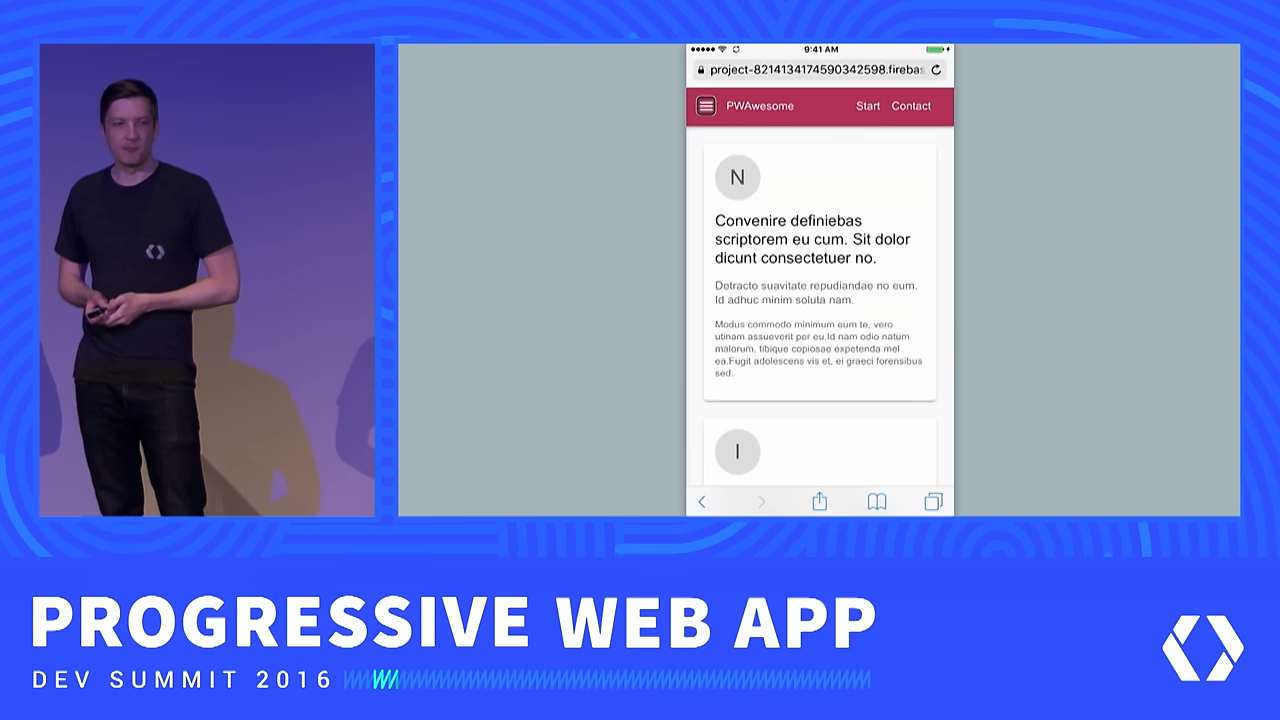 9:41 AM
project-8214134174590342598.firebas
PWAwesome Start Contact
N
Convenire definiebas
scriptorem eu cum. Sit dolor
dicunt consectetuer no.
Detracto suavitate repudiandae no eum.
Id adhuc minim soluta nam.
Modus commodo minimum eum te, vero
utinam assueverit per eu.Id nam odio natum
malorum, tibique copiosae expetenda mel
ea.Fugit adolescens vis et, ei graeci forensibus
sed.
I
PROGRESSIVE WEB APP
DEV SUMMIT 2016